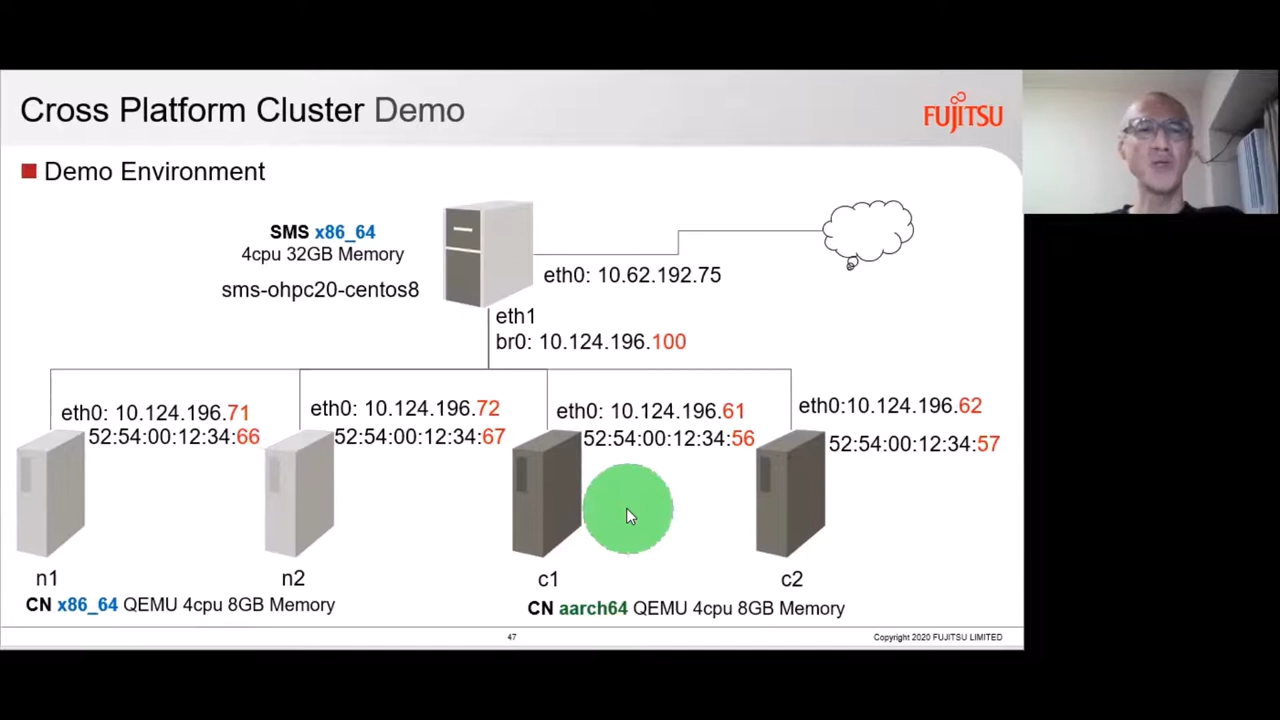 Cross Platform Cluster Demo
FUJITSU
Demo Environment
SMS x86_64
4cpu 32GB Memory
sms-ohpc20-centos8
eth0: 10.62.192.75
eth1
br0: 10.124.196.100
eth0: 10.124.196.71
52:54:00:12:34:66
eth0: 10.124.196.72
52:54:00:12:34:67
eth0: 10.124.196.61
52:54:00:12:34:56
eth0:10.124.196.62
52:54:00:12:34:57
n1
n2
c1
c2
CN x86_64 QEMU 4cpu 8GB Memory
CN aarch64 QEMU 4cpu 8GB Memory
47
Copyright 2020 FUJITSU LIMITED